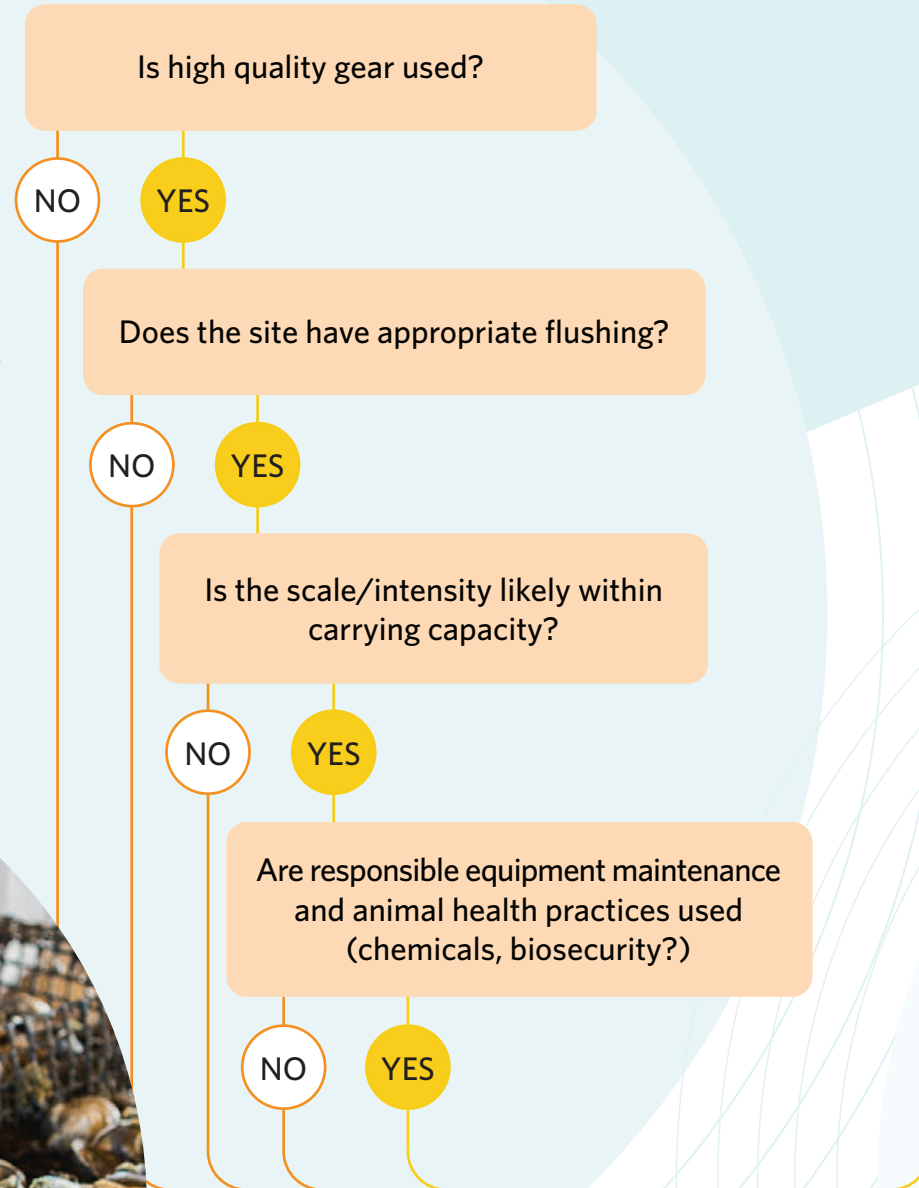 Is high quality gear used?
NO
YES
Does the site have appropriate flushing?
NO
YES
Is the scale/intensity likely within
carrying capacity?
NO
YES
Are responsible equipment maintenance
and animal health practices used
(chemicals, biosecurity?)
NO
YES